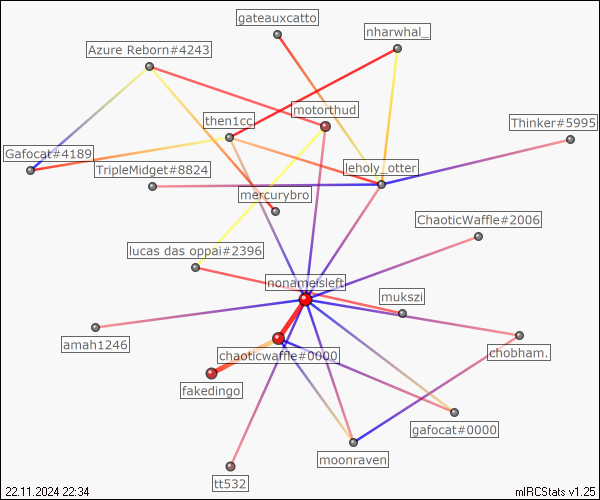 gateauxcatto
nharwhal_
Azure Reborn#4243
motorthud
then1cc
Thinker#5995
Gafocat#4189
TripleMidget#8824
leholy_otter
mercurybro
ChaoticWaffle#2006
lucas das oppai#2396
nonameisleft
mukszi
amah1246
chaoticwaffle#0000
chobham.
fakedingo
gafocat#0000
moonraven
tt532
22.11.2024 22:34
mIRCStats v1.25